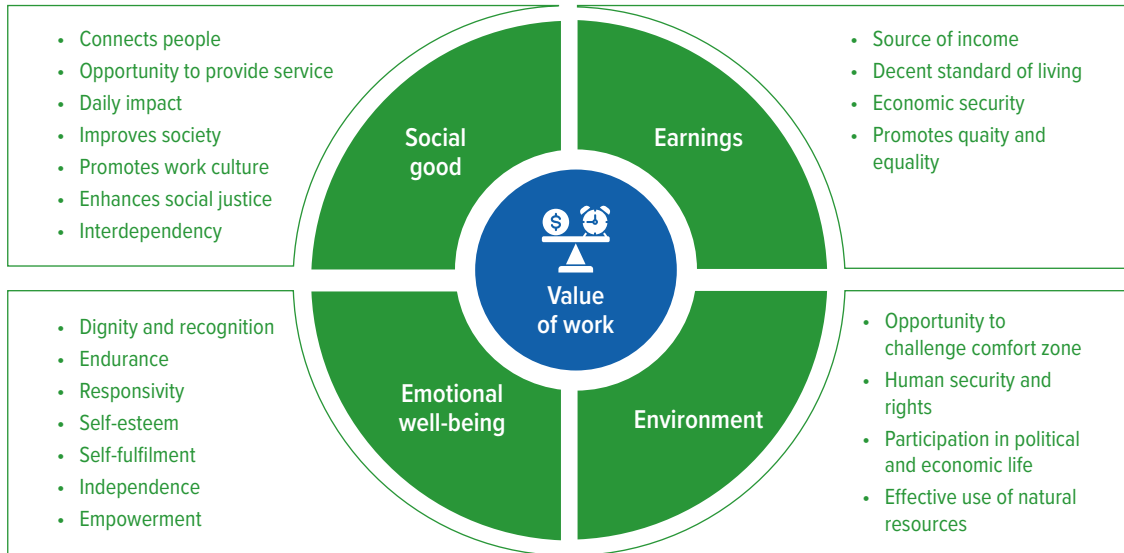 • Connects people
• Opportunity to provide service
• Daily impact
• Improves society
• Promotes work culture
• Enhances social justice
• Interdependency
Social
good
Earnings
• Source of income
• Decent standard of living
• Economic security
• Promotes quaity and
equality
$
Value
of work
• Dignity and recognition
• Endurance
• Responsivity
• Self-esteem
• Self-fulfilment
• Independence
• Empowerment
Emotional
well-being
Environment
• Opportunity to
challenge comfort zone
• Human security and
rights
• Participation in political
and economic life
• Effective use of natural
resources